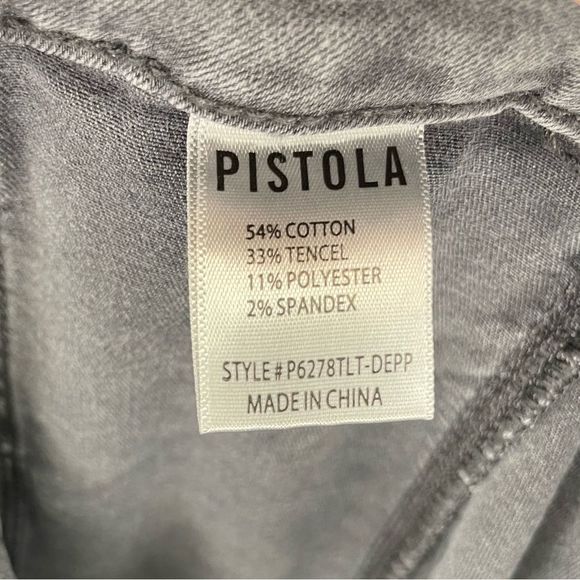 PISTOLA
54% COTTON
33% TENCEL
11% POLYESTER
2% SPANDEX
STYLE# P6278TLT-DEPP
MADE IN CHINA